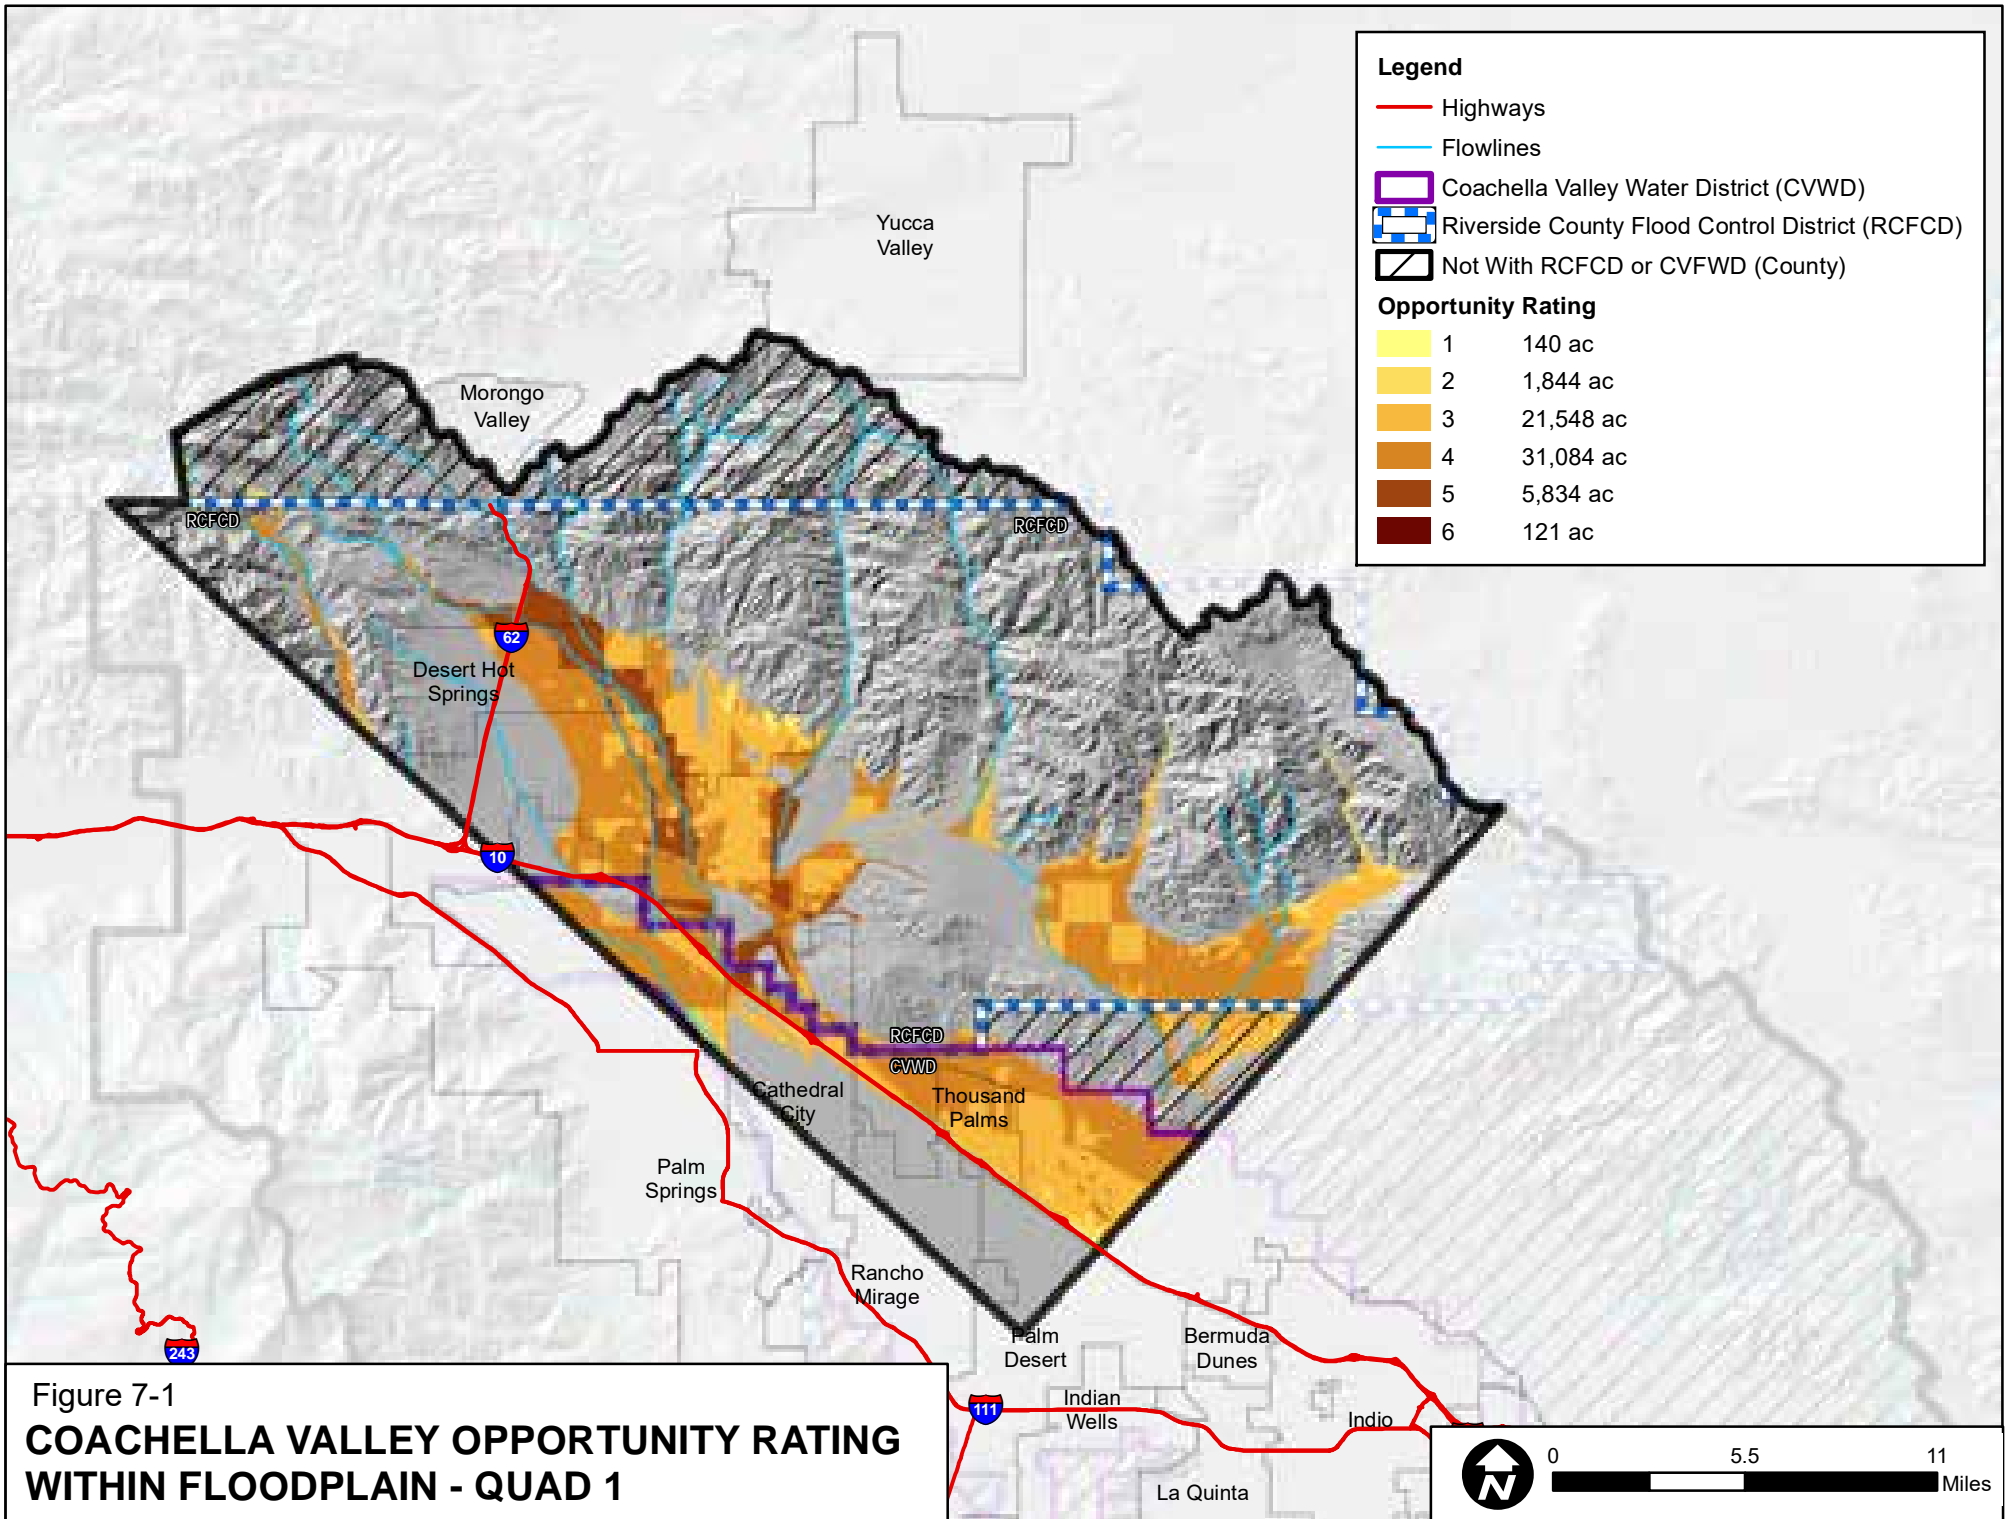 Legend
Highways
Flowlines
Coachella Valley Water District (CVWD)
Riverside County Flood Control District (RCFCD)
Not With RCFCD or CVFWD (County)
Opportunity Rating
1 140 ac
2 1,844 ac
3 21,548 ac
4 31,084 ac
5 5,834 ac
6 121 ac
Yucca
Valley
Morongo
Valley
RCFCD
RCFCD
62
Desert Hot
Springs
10
RCFCD
CVWD
Cathedral
City
Thousand
Palms
Palm
Springs
Rancho
Mirage
Palm
Desert
Bermuda
Dunes
243
111
Indian
Wells
Indio
La Quinta
Figure 7-1
COACHELLA VALLEY OPPORTUNITY RATING
WITHIN FLOODPLAIN - QUAD 1
N
0 5.5 11
Miles